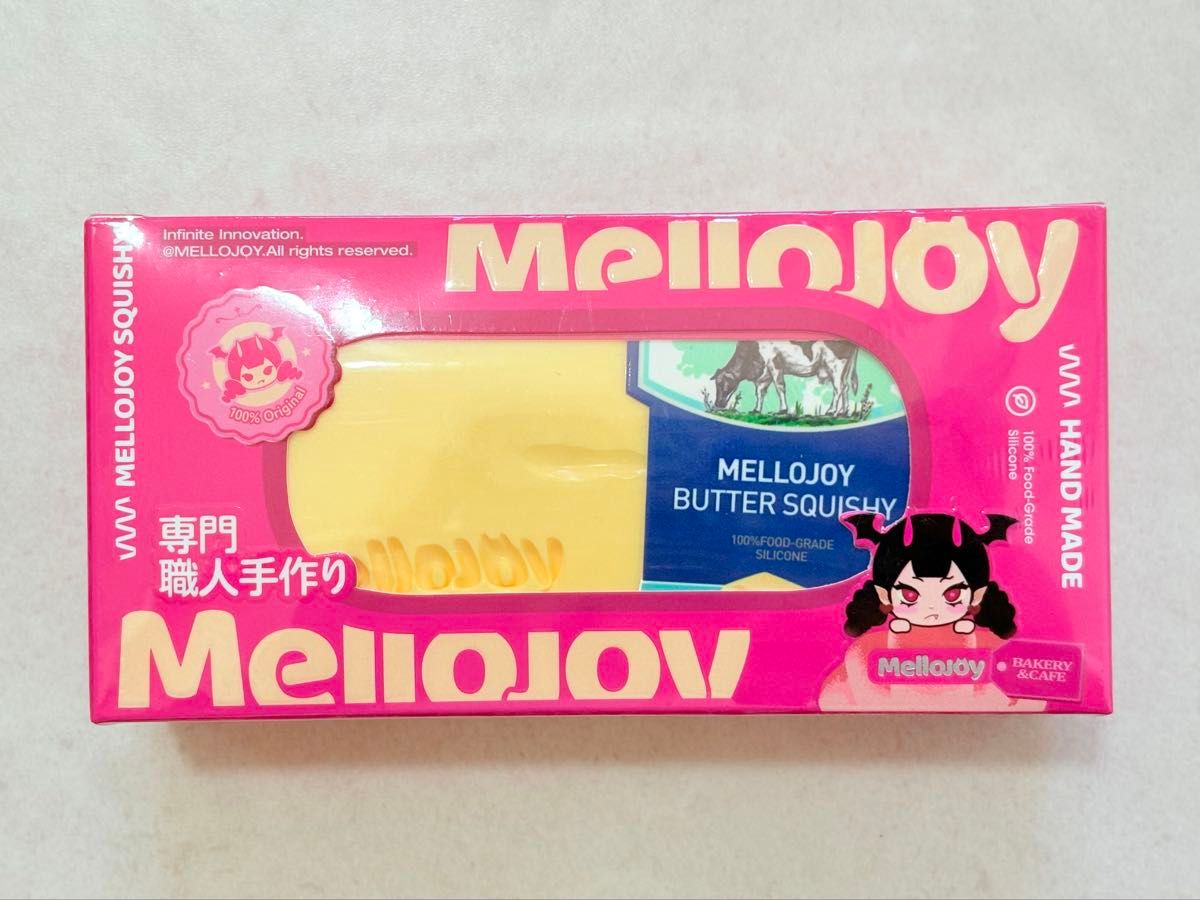 Infinite Innovation.
@MELLOJOY.All rights reserved.
Mellojoy
MELLOJOY SQUISHY
100% Original
MELLOJOY
BUTTER SQUISHY
100%FOOD-GRADE
SILICONE
Mellojoy
HAND MADE
100% Food-Grade
Silicone
専門
職人手作り
Mellojoy
Mellojoy
BAKERY
&CAFE